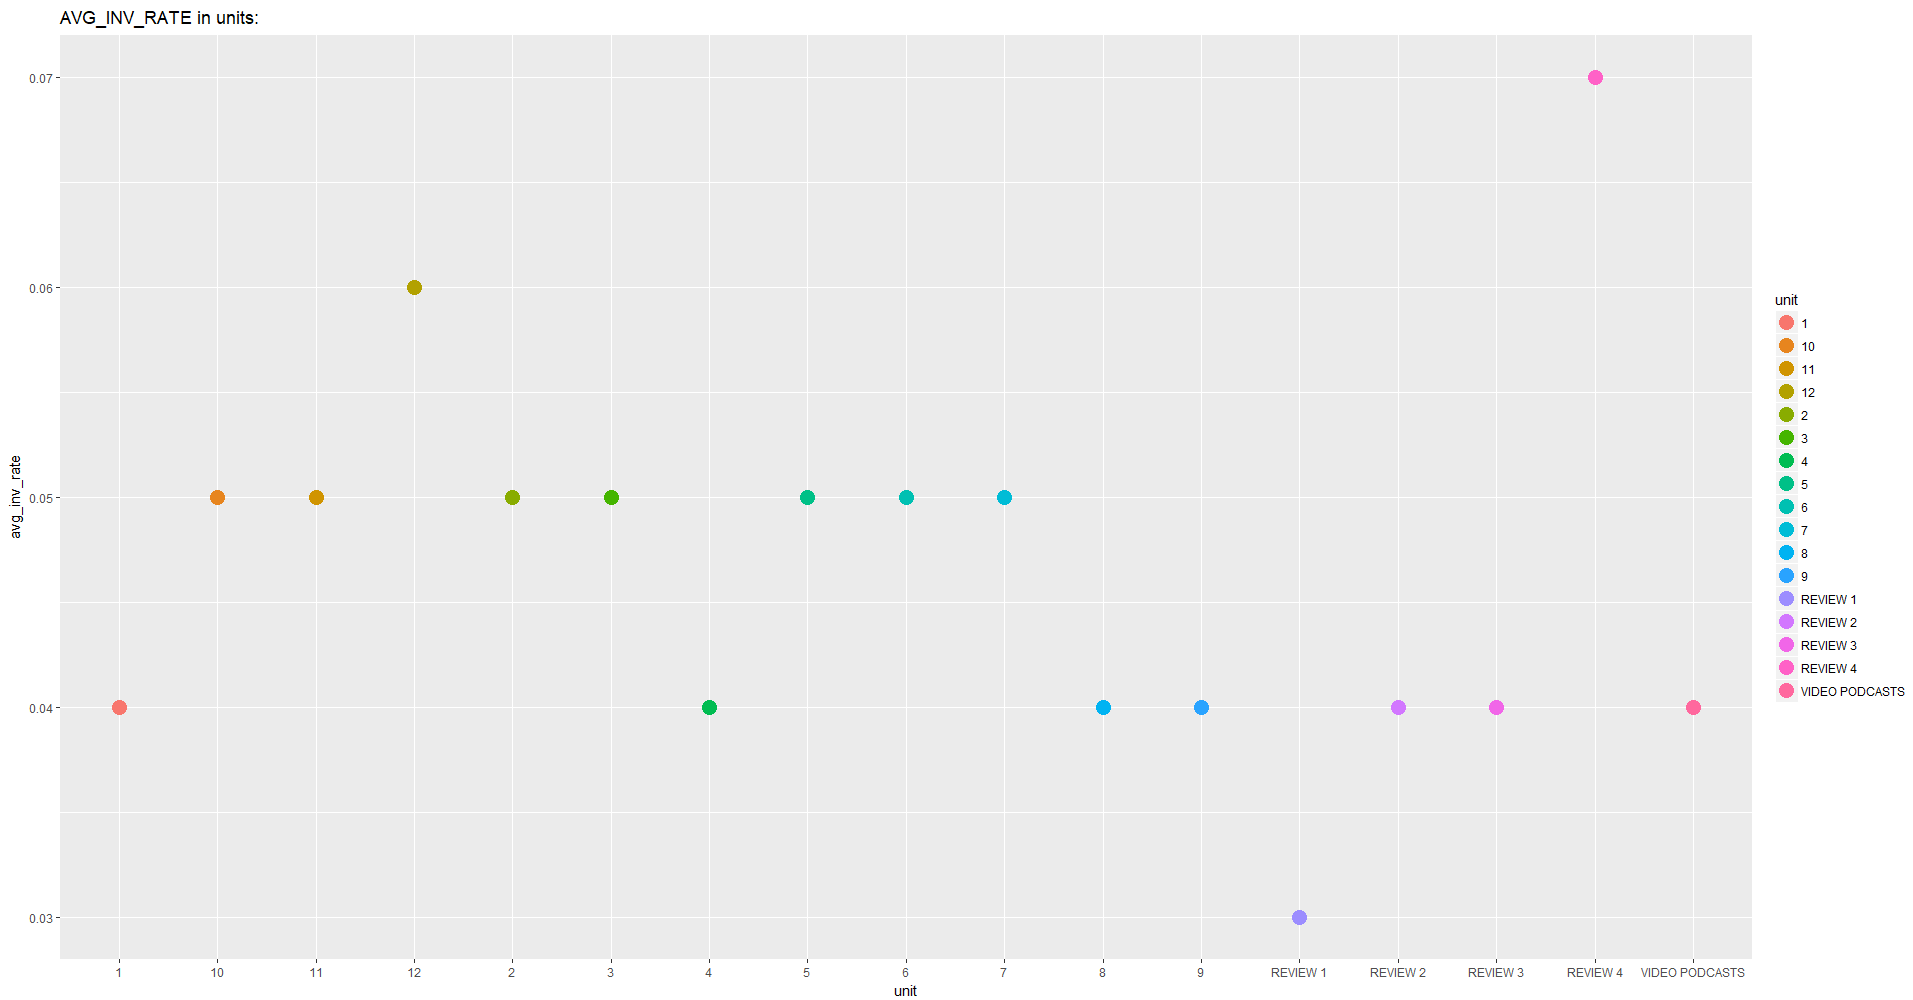 AVG_INV_RATE in units:
avg_inv_rate
0.07
0.06
0.05
0.04
0.03
1 10 11 12 2 3 4 5 6 7 8 9 REVIEW 1 REVIEW 2 REVIEW 3 REVIEW 4 VIDEO PODCASTS
unit
unit
1
10
11
12
2
3
4
5
6
7
8
9
REVIEW 1
REVIEW 2
REVIEW 3
REVIEW 4
VIDEO PODCASTS